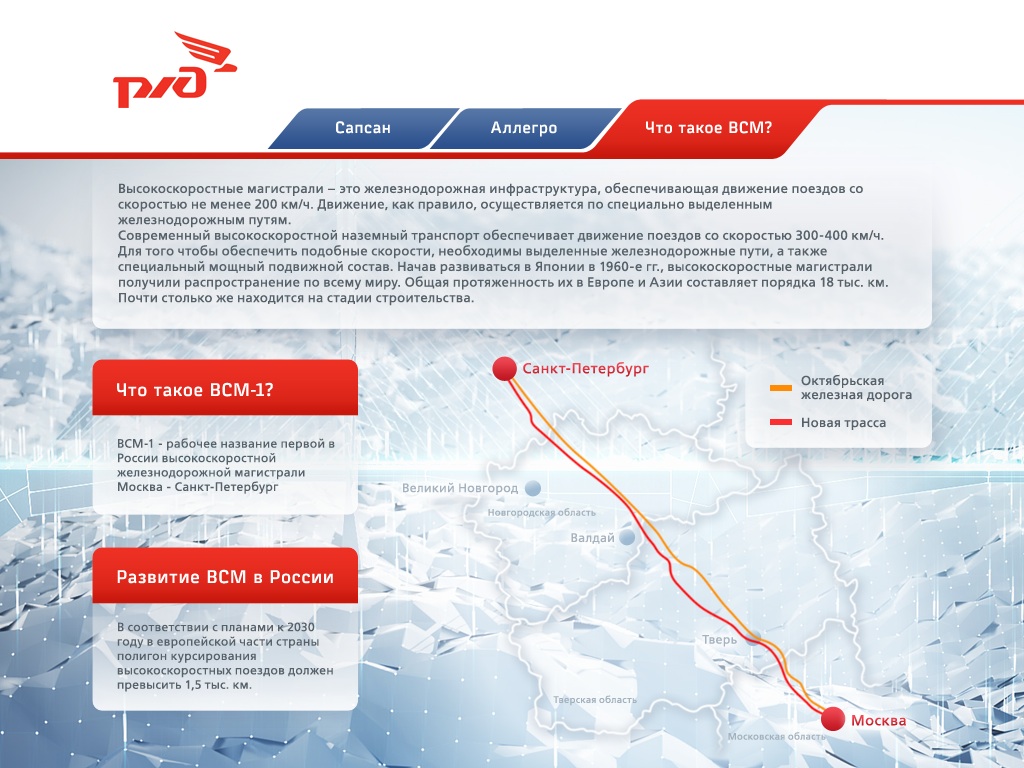 ржд
Сапсан
Аллегро
Что такое ВСМ?
Высокоскоростные магистрали – это железнодорожная инфраструктура, обеспечивающая движение поездов со
скоростью не менее 200 км/ч. Движение, как правило, осуществляется по специально выделенным
железнодорожным путям.
Современный высокоскоростной наземный транспорт обеспечивает движение поездов со скоростью 300-400 км/ч.
Для того чтобы обеспечить подобные скорости, необходимы выделенные железнодорожные пути, а также
специальный мощный подвижной состав. Начав развиваться в Японии в 1960-е гг., высокоскоростные магистрали
получили распространение по всему миру. Общая протяженность их в Европе и Азии составляет порядка 18 тыс. км.
Почти столько же находится на стадии строительства.
Что такое ВСМ-1?
ВСМ-1 - рабочее название первой в
России высокоскоростной
железнодорожной магистрали
Москва - Санкт-Петербург
Развитие ВСМ в России
В соответствии с планами к 2030
году в европейской части страны
полигон курсирования
высокоскоростных поездов должен
превысить 1,5 тыс. км.
Санкт-Петербург
Октябрьская
железная дорога
Новая трасса
Великий Новгород
Новгородская область
Валдай
Тверь
Тверская область
Москва
Московская область